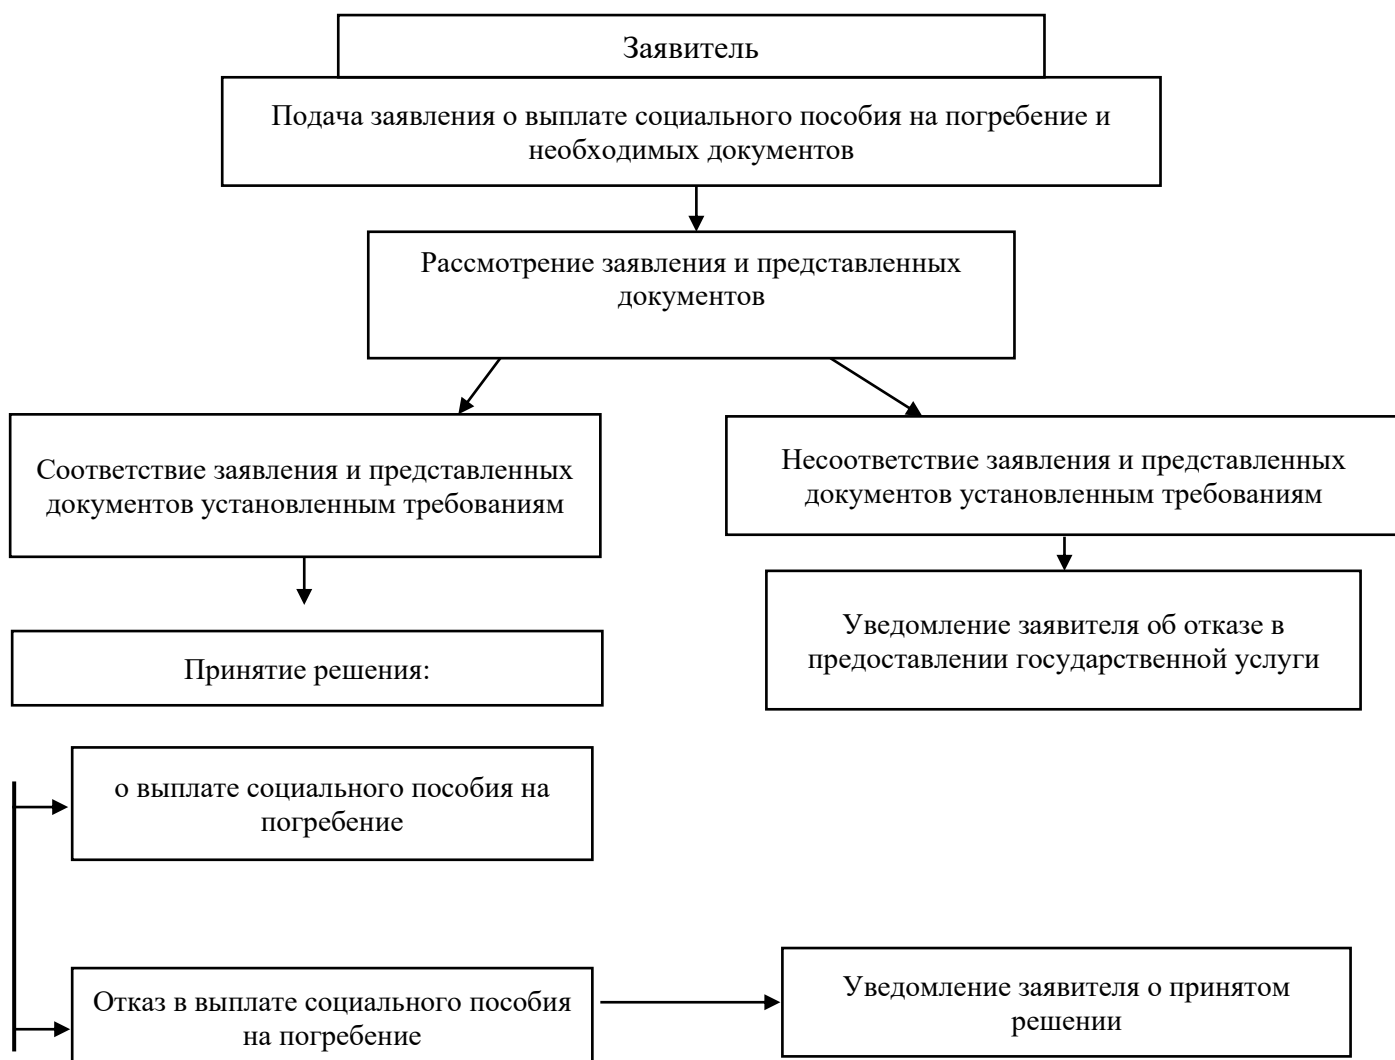 Заявитель
Подача заявления о выплате социального пособия на погребение и
необходимых документов
Рассмотрение заявления и представленных
документов
Соответствие заявления и представленных
документов установленным требованиям
Несоответствие заявления и представленных
документов установленным требованиям
Уведомление заявителя об отказе в
предоставлении государственной услуги
Принятие решения:
о выплате социального пособия на
погребение
Отказ в выплате социального пособия
на погребение
Уведомление заявителя о принятом
решении